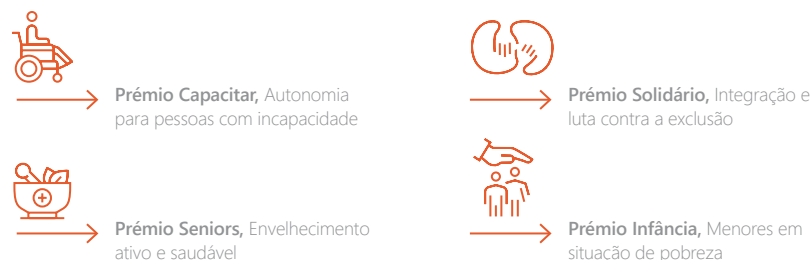 Prémio Capacitar, Autonomia
para pessoas com incapacidade
Prémio Solidário, Integração e
luta contra a exclusão
Prémio Seniors, Envelhecimento
ativo e saudável
Prémio Infância, Menores em
situação de pobreza